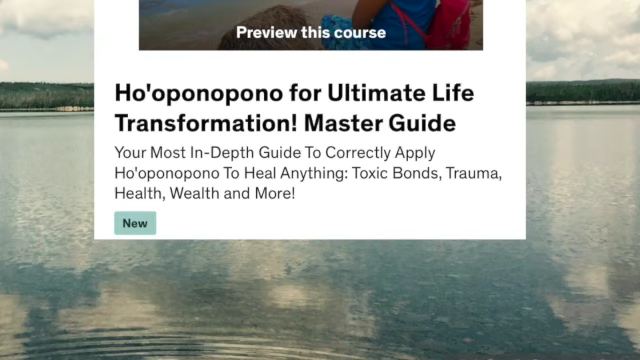 Preview this course
Ho'oponopono for Ultimate Life
Transformation! Master Guide
Your Most In-Depth Guide To Correctly Apply
Ho'oponopono To Heal Anything: Toxic Bonds, Trauma,
Health, Wealth and More!
New